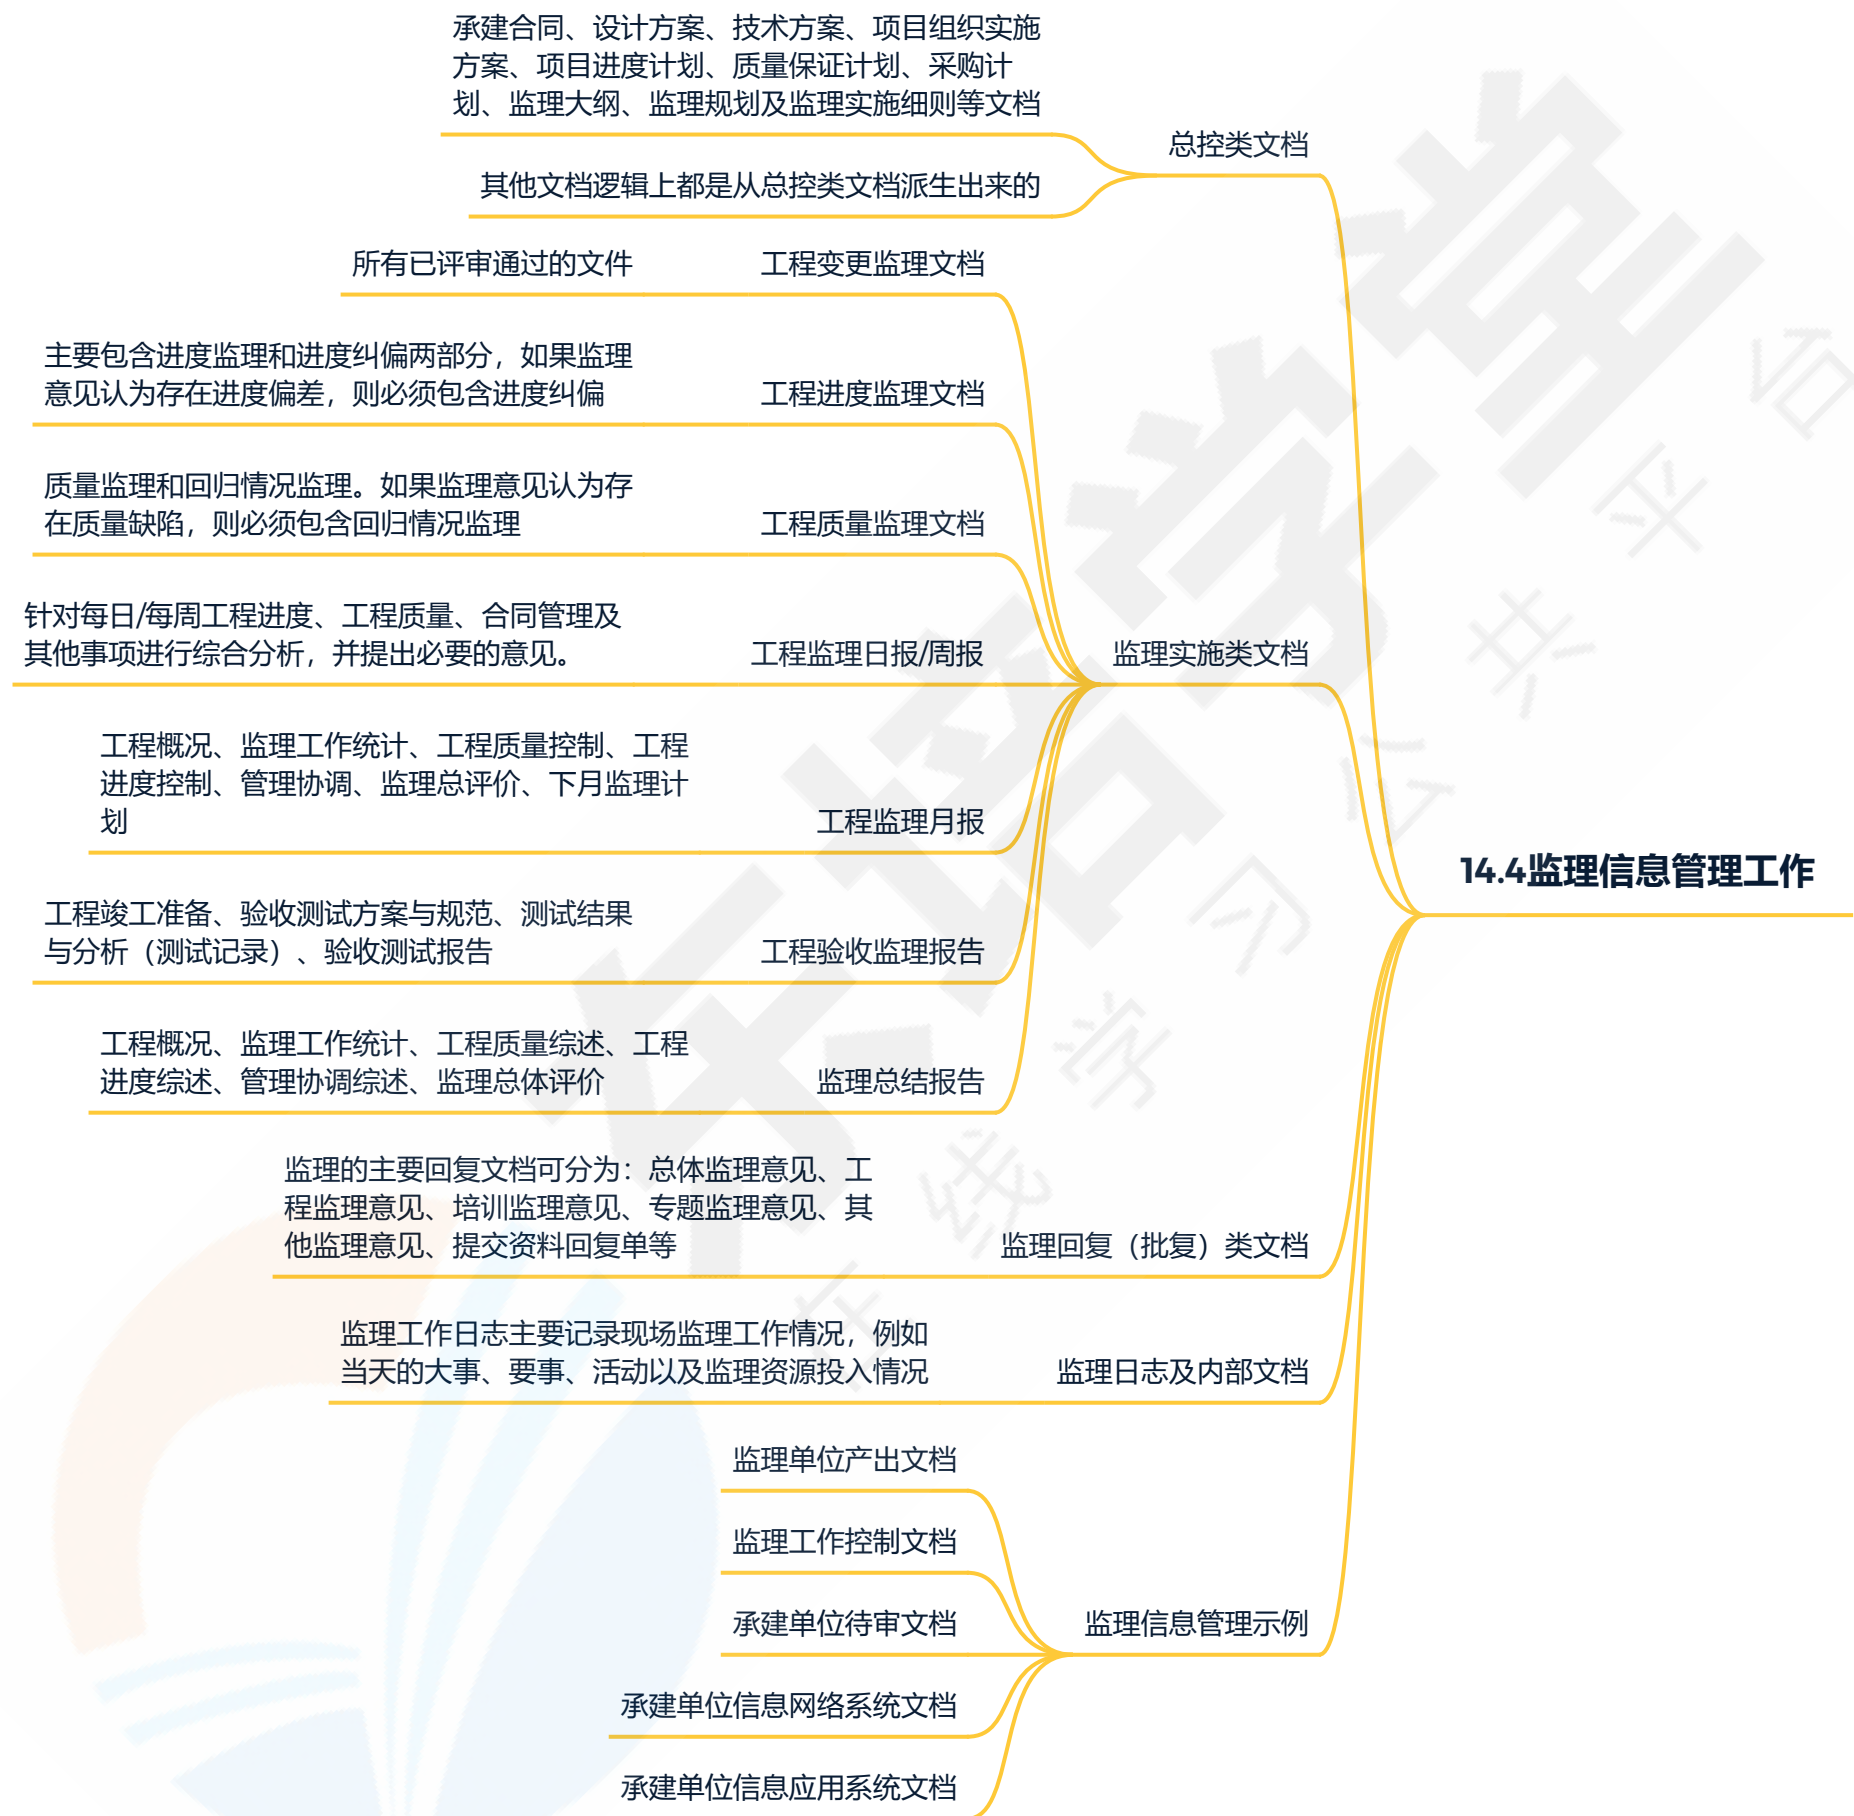 承建合同、设计方案、技术方案、项目组织实施
方案、项目进度计划、质量保证计划、采购计
划、监理大纲、监理规划及监理实施细则等文档
总控类文档
其他文档逻辑上都是从总控类文档派生出来的
所有已评审通过的文件
工程变更监理文档
主要包含进度监理和进度纠偏两部分，如果监理
意见认为存在进度偏差，则必须包含进度纠偏
工程进度监理文档
质量监理和回归情况监理。如果监理意见认为存
在质量缺陷，则必须包含回归情况监理
工程质量监理文档
针对每日/每周工程进度、工程质量、合同管理及
其他事项进行综合分析，并提出必要的意见。
工程监理日报/周报
监理实施类文档
工程概况、监理工作统计、工程质量控制、工程
进度控制、管理协调、监理总评价、下月监理计
划
工程监理月报
14.4监理信息管理工作
工程竣工准备、验收测试方案与规范、测试结果
与分析（测试记录）、验收测试报告
工程验收监理报告
工程概况、监理工作统计、工程质量综述、工程
进度综述、管理协调综述、监理总体评价
监理总结报告
监理的主要回复文档可分为：总体监理意见、工
程监理意见、培训监理意见、专题监理意见、其
他监理意见、提交资料回复单等
监理回复（批复）类文档
监理工作日志主要记录现场监理工作情况，例如
当天的大事、要事、活动以及监理资源投入情况
监理日志及内部文档
监理单位产出文档
监理工作控制文档
承建单位待审文档
监理信息管理示例
承建单位信息网络系统文档
承建单位信息应用系统文档
乐培学堂
在线学习公共平台